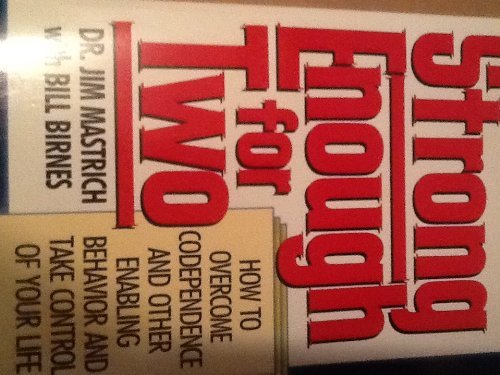 Strong
Enough
for
Two
HOW TO
OVERCOME
CODEPENDENCE
AND OTHER
ENABLING
BEHAVIOR AND
TAKE CONTROL
OF YOUR LIFE
DR. JIM MASTRICH
with BILL BIRNES